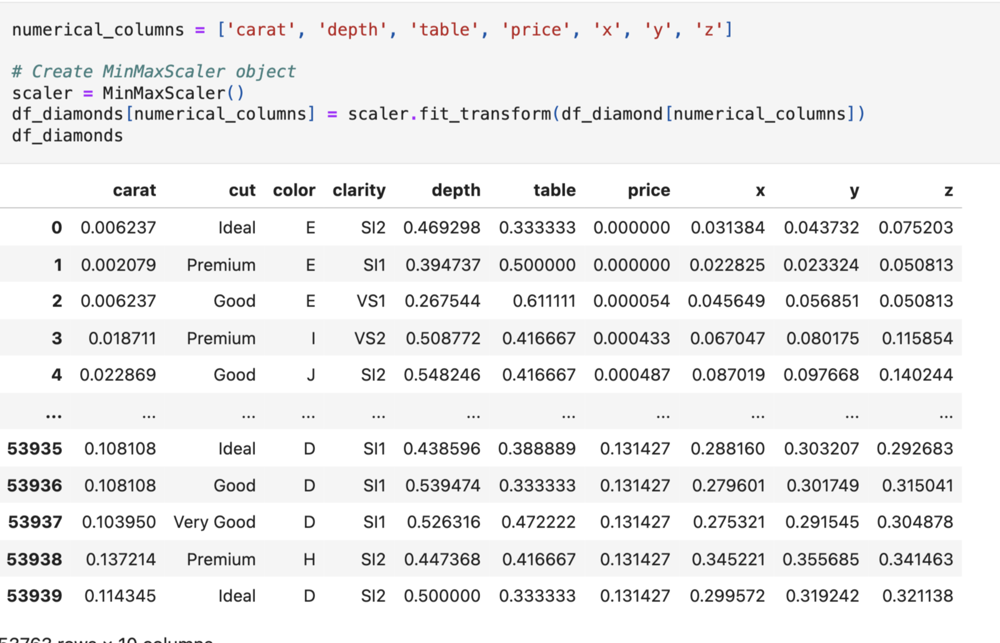 numerical_columns = ['carat', 'depth', 'table', 'price', 'x', 'y', 'z']
# Create MinMaxScaler object
scaler = MinMaxScaler()
df_diamonds[numerical_columns] = scaler.fit_transform(df_diamond[numerical_columns])
df_diamonds
carat cut color clarity depth table price x y z
0 0.006237 Ideal E SI2 0.469298 0.333333 0.000000 0.031384 0.043732 0.075203
1 0.002079 Premium E SI1 0.394737 0.500000 0.000000 0.022825 0.023324 0.050813
2 0.006237 Good E VS1 0.267544 0.611111 0.000054 0.045649 0.056851 0.050813
3 0.018711 Premium I VS2 0.508772 0.416667 0.000433 0.067047 0.080175 0.115854
4 0.022869 Good J SI2 0.548246 0.416667 0.000487 0.087019 0.097668 0.140244
... ... ... ... ... ... ... ... ... ... ...
53935 0.108108 Ideal D SI1 0.438596 0.388889 0.131427 0.288160 0.303207 0.292683
53936 0.108108 Good D SI1 0.539474 0.333333 0.131427 0.279601 0.301749 0.315041
53937 0.103950 Very Good D SI1 0.526316 0.472222 0.131427 0.275321 0.291545 0.304878
53938 0.137214 Premium H SI2 0.447368 0.416667 0.131427 0.345221 0.355685 0.341463
53939 0.114345 Ideal D SI2 0.500000 0.333333 0.131427 0.299572 0.319242 0.321138
rows × 10 columns